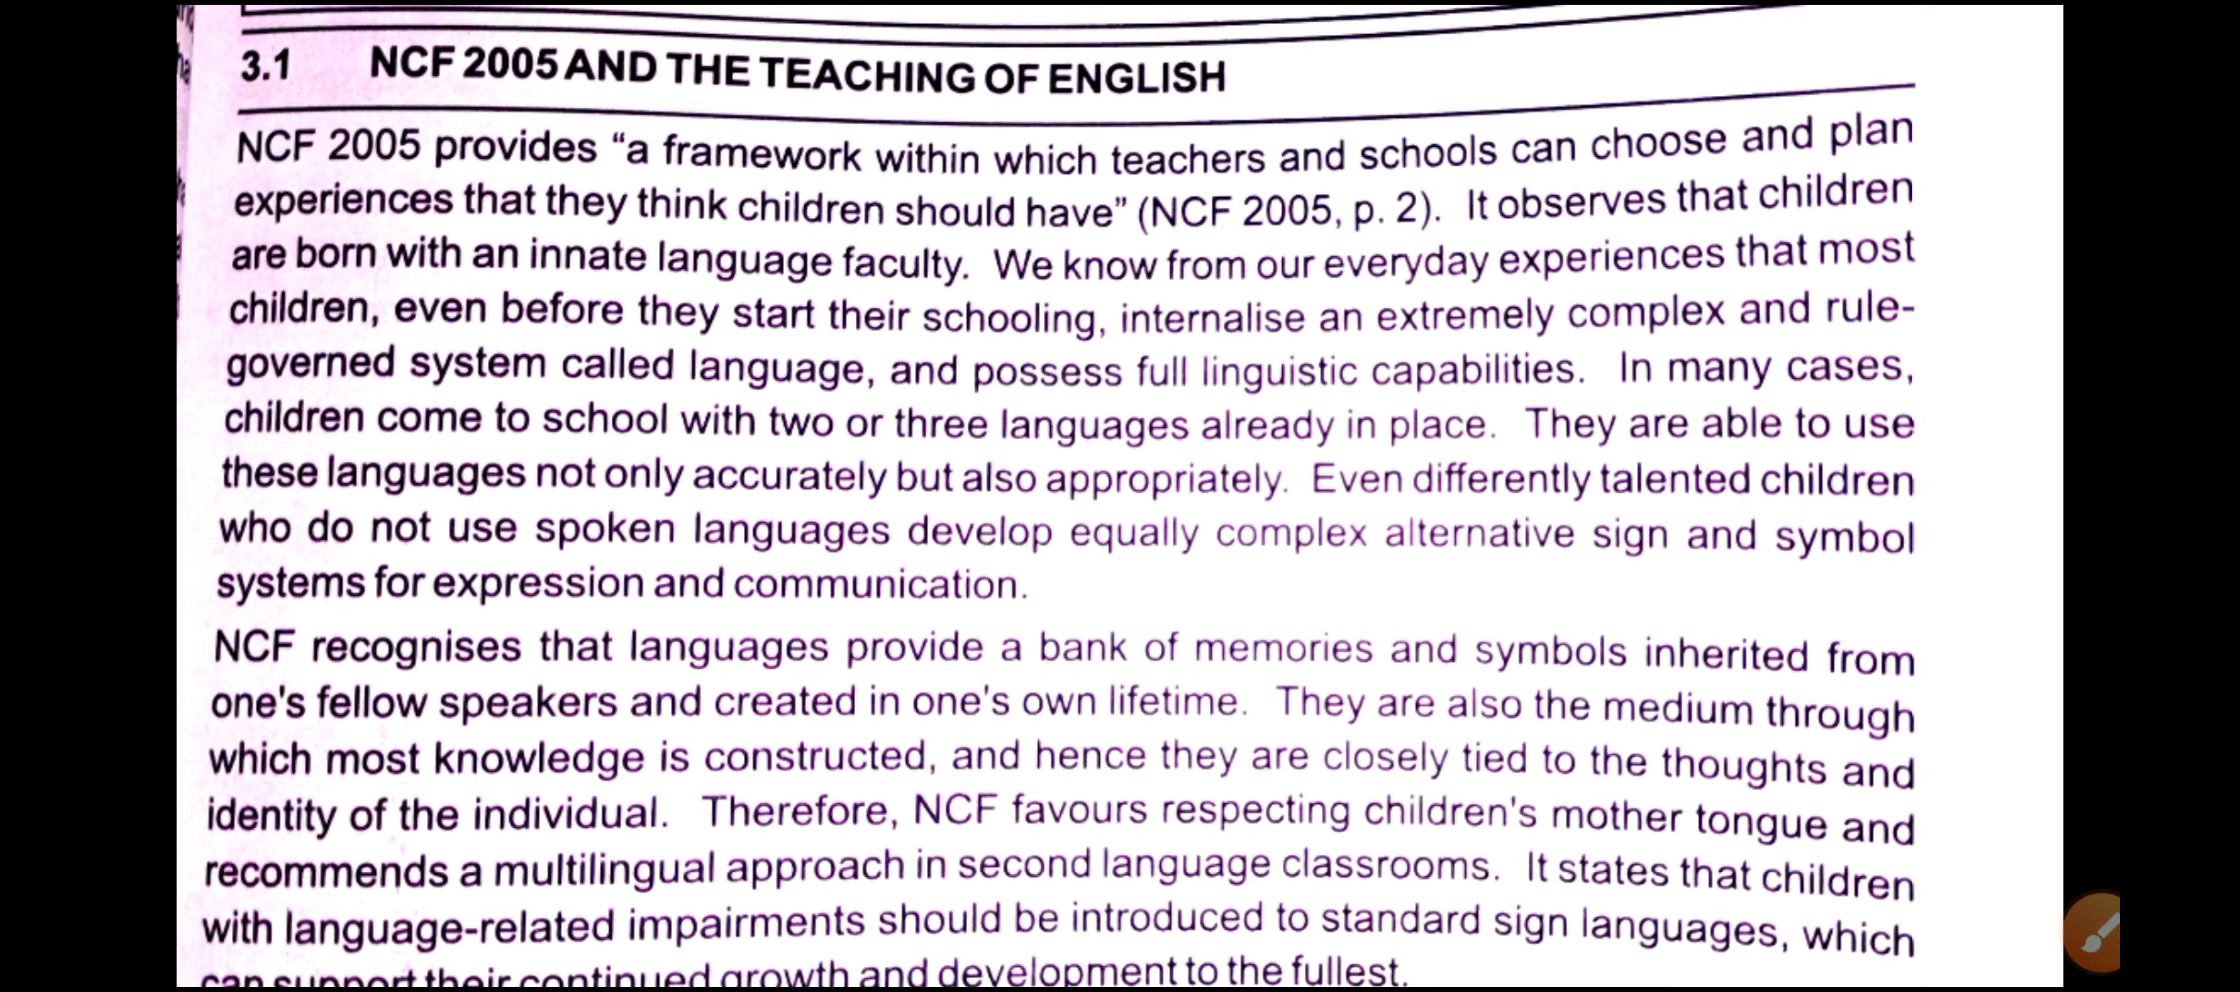 3.1 NCF 2005 AND THE TEACHING OF ENGLISH
NCF 2005 provides “a framework within which teachers and schools can choose and plan
experiences that they think children should have” (NCF 2005, p. 2). It observes that children
are born with an innate language faculty. We know from our everyday experiences that most
children, even before they start their schooling, internalise an extremely complex and rule-
governed system called language, and possess full linguistic capabilities. In many cases,
children come to school with two or three languages already in place. They are able to use
these languages not only accurately but also appropriately. Even differently talented children
who do not use spoken languages develop equally complex alternative sign and symbol
systems for expression and communication.
NCF recognises that languages provide a bank of memories and symbols inherited from
one's fellow speakers and created in one's own lifetime. They are also the medium through
which most knowledge is constructed, and hence they are closely tied to the thoughts and
identity of the individual. Therefore, NCF favours respecting children's mother tongue and
recommends a multilingual approach in second language classrooms. It states that children
with language-related impairments should be introduced to standard sign languages, which
can support their continued growth and development to the fullest.